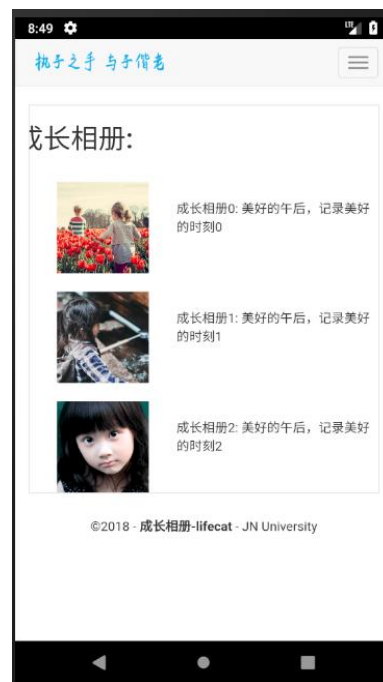 8:49
LTE
执子之手 与子偕老
成长相册:
成长相册0: 美好的午后，记录美好
的时刻0
成长相册1: 美好的午后，记录美好
的时刻1
成长相册2: 美好的午后，记录美好
的时刻2
©2018 - 成长相册-lifecat - JN University